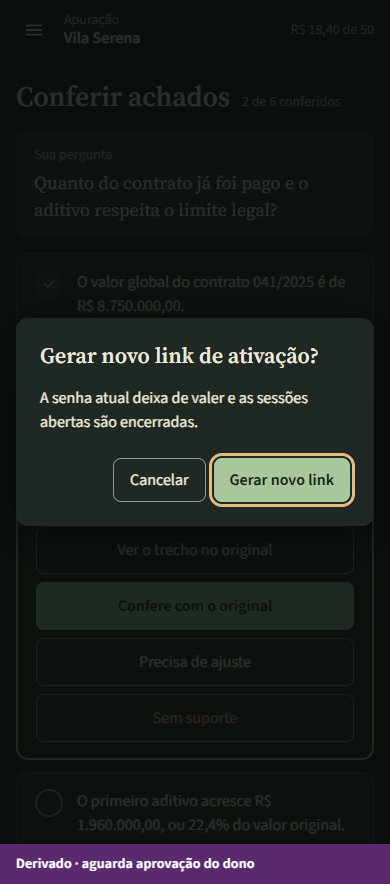 Apuração
Vila Serena
R$ 18,40 de 50
Conferir achados
2 de 6 conferidos
Sua pergunta
Quanto do contrato já foi pago e o
aditivo respeita o limite legal?
O valor global do contrato 041/2025 é de
R$ 8.750.000,00.
Gerar novo link de ativação?
A senha atual deixa de valer e as sessões
abertas são encerradas.
Cancelar
Gerar novo link
Ver o trecho no original
Confere com o original
Precisa de ajuste
Sem suporte
O primeiro aditivo acresce R$
1.960.000,00, ou 22,4% do valor original.
Derivado · aguarda aprovação do dono